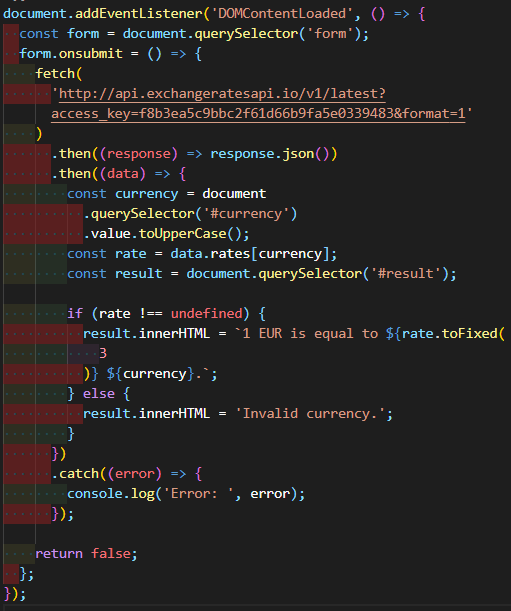 document.addEventListener('DOMContentLoaded', () => {
const form = document.querySelector('form');
form.onsubmit = () => {
fetch(
'http://api.exchangeratesapi.io/v1/latest?
access_key=f8b3ea5c9bbc2f61d66b9fa5e0339483&format=1'
)
.then((response) => response.json())
.then((data) => {
const currency = document
.querySelector('#currency')
.value.toUpperCase();
const rate = data.rates[currency];
const result = document.querySelector('#result');
if (rate !== undefined) {
result.innerHTML = `1 EUR is equal to ${rate.toFixed(
3
)} ${currency}.`;
} else {
result.innerHTML = 'Invalid currency.';
}
})
.catch((error) => {
console.log('Error: ', error);
});
return false;
};
});